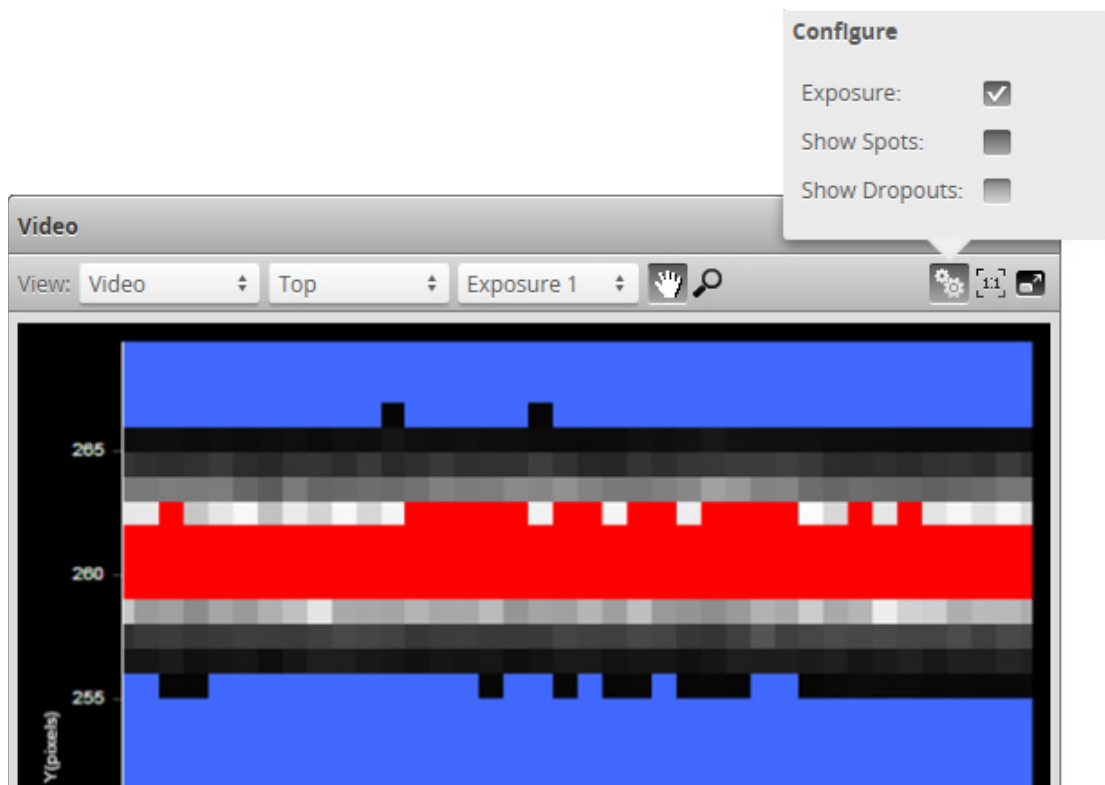 Configure
Exposure:
Show Spots:
Show Dropouts:
Video
View: Video Top Exposure 1 1:1
265
260
255
Y(pixels)